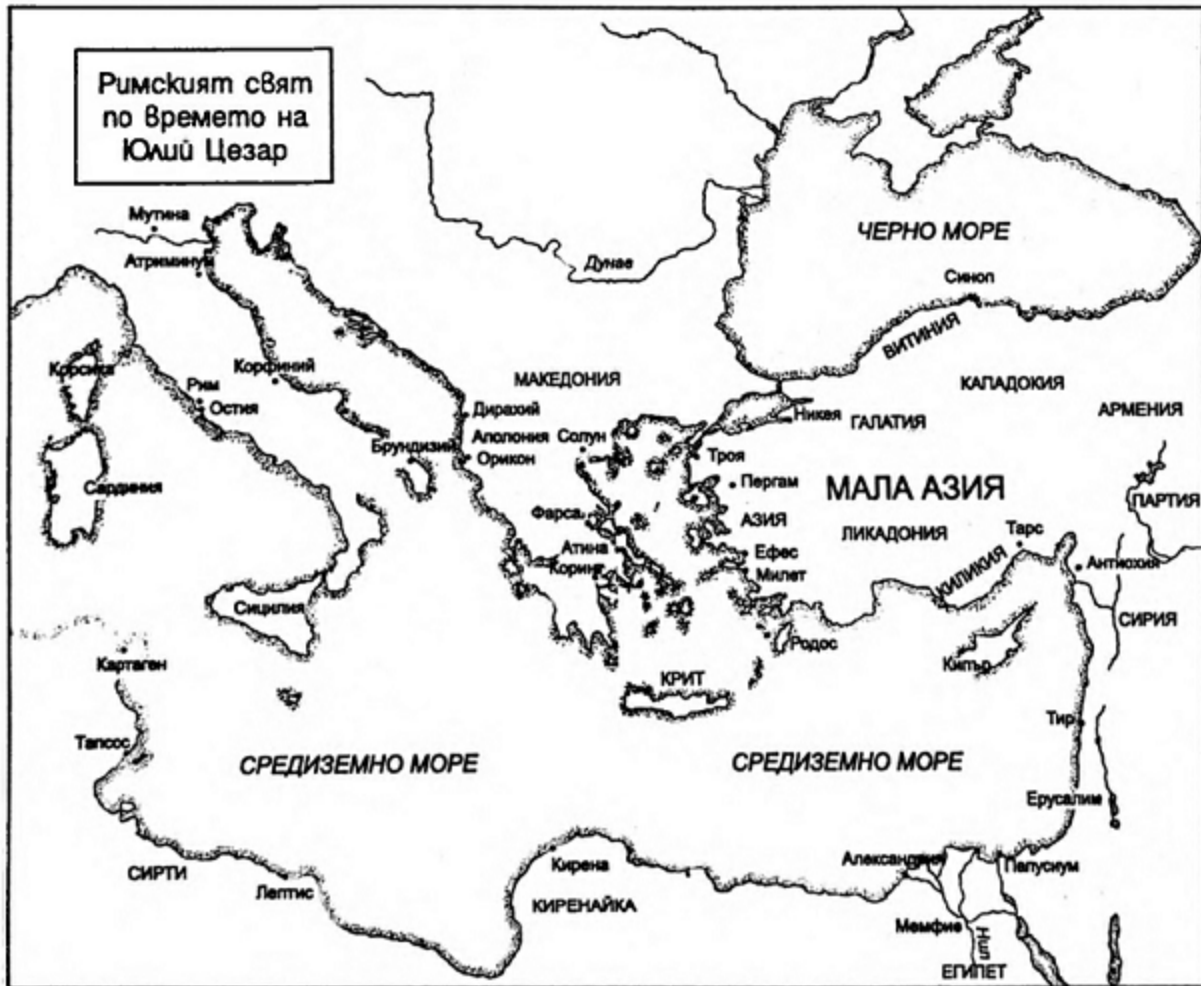 Римският свят
по времето на
Юлий Цезар
Мутина
Атриминум
Дунав
ЧЕРНО МОРЕ
Синоп
ВИТИНИЯ
Корсика
Корфиний
МАКЕДОНИЯ
КАПАДОКИЯ
Рим
Остия
Дирахий
Никея
ГАЛАТИЯ
АРМЕНИЯ
Брундизий
Аполония
Солун
Орикон
Троя
Сардиния
Пергам
МАЛА АЗИЯ
ПАРТИЯ
Фарса
АЗИЯ
ЛИКАДОНИЯ
Тарс
Атина
Ефес
Коринт
Милет
КИЛИКИЯ
Антиохия
Сицилия
СИРИЯ
Родос
Картаген
Кипър
КРИТ
Тир
Тапсос
СРЕДИЗЕМНО МОРЕ
СРЕДИЗЕМНО МОРЕ
Ерусалим
СИРТИ
Лептис
Кирена
Александрия
Палусиум
КИРЕНАЙКА
Мемфис
Нил
ЕГИПЕТ